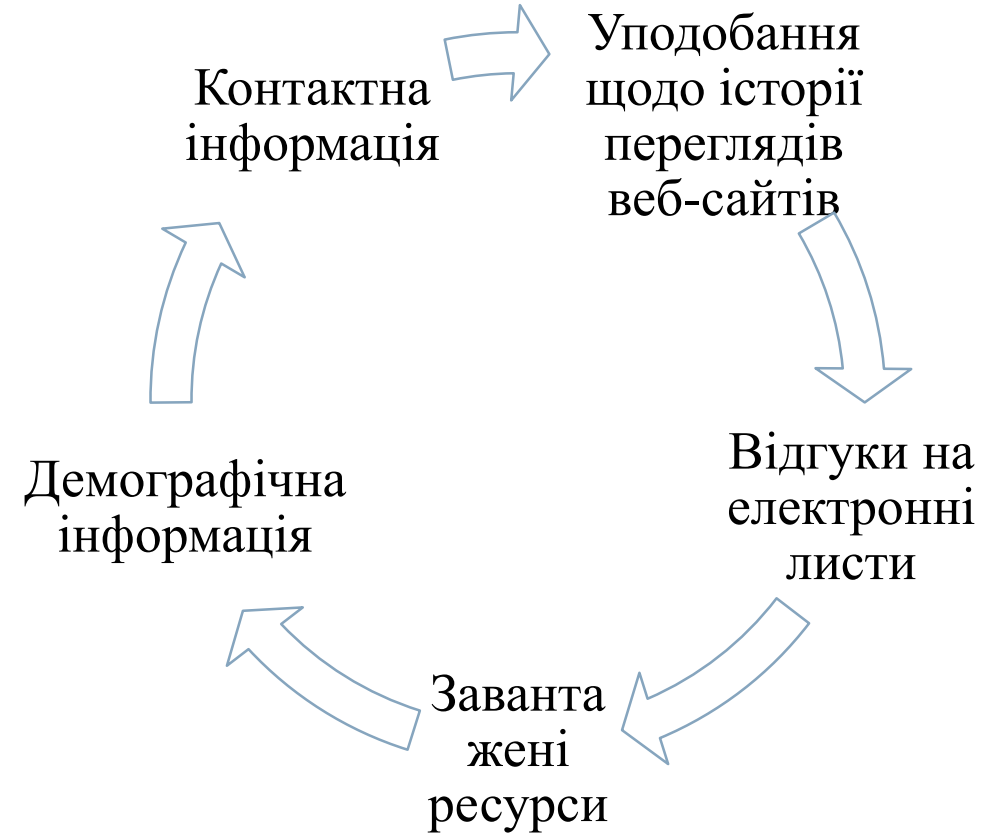 Контактна
інформація
Уподобання
щодо історії
переглядів
веб-сайтів
Відгуки на
електронні
листи
Заванта
жені
ресурси
Демографічна
інформація